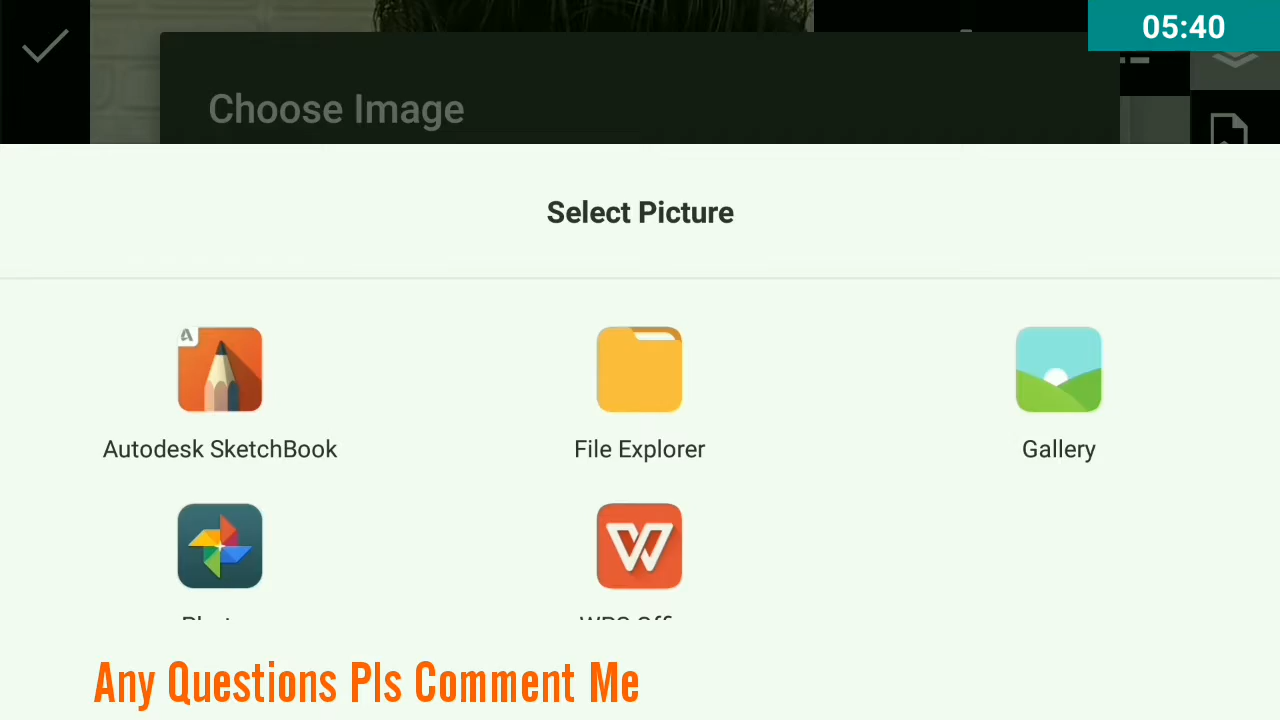 05:40
Choose Image
Select Picture
Autodesk SketchBook
File Explorer
Gallery
Any Questions Pls Comment Me